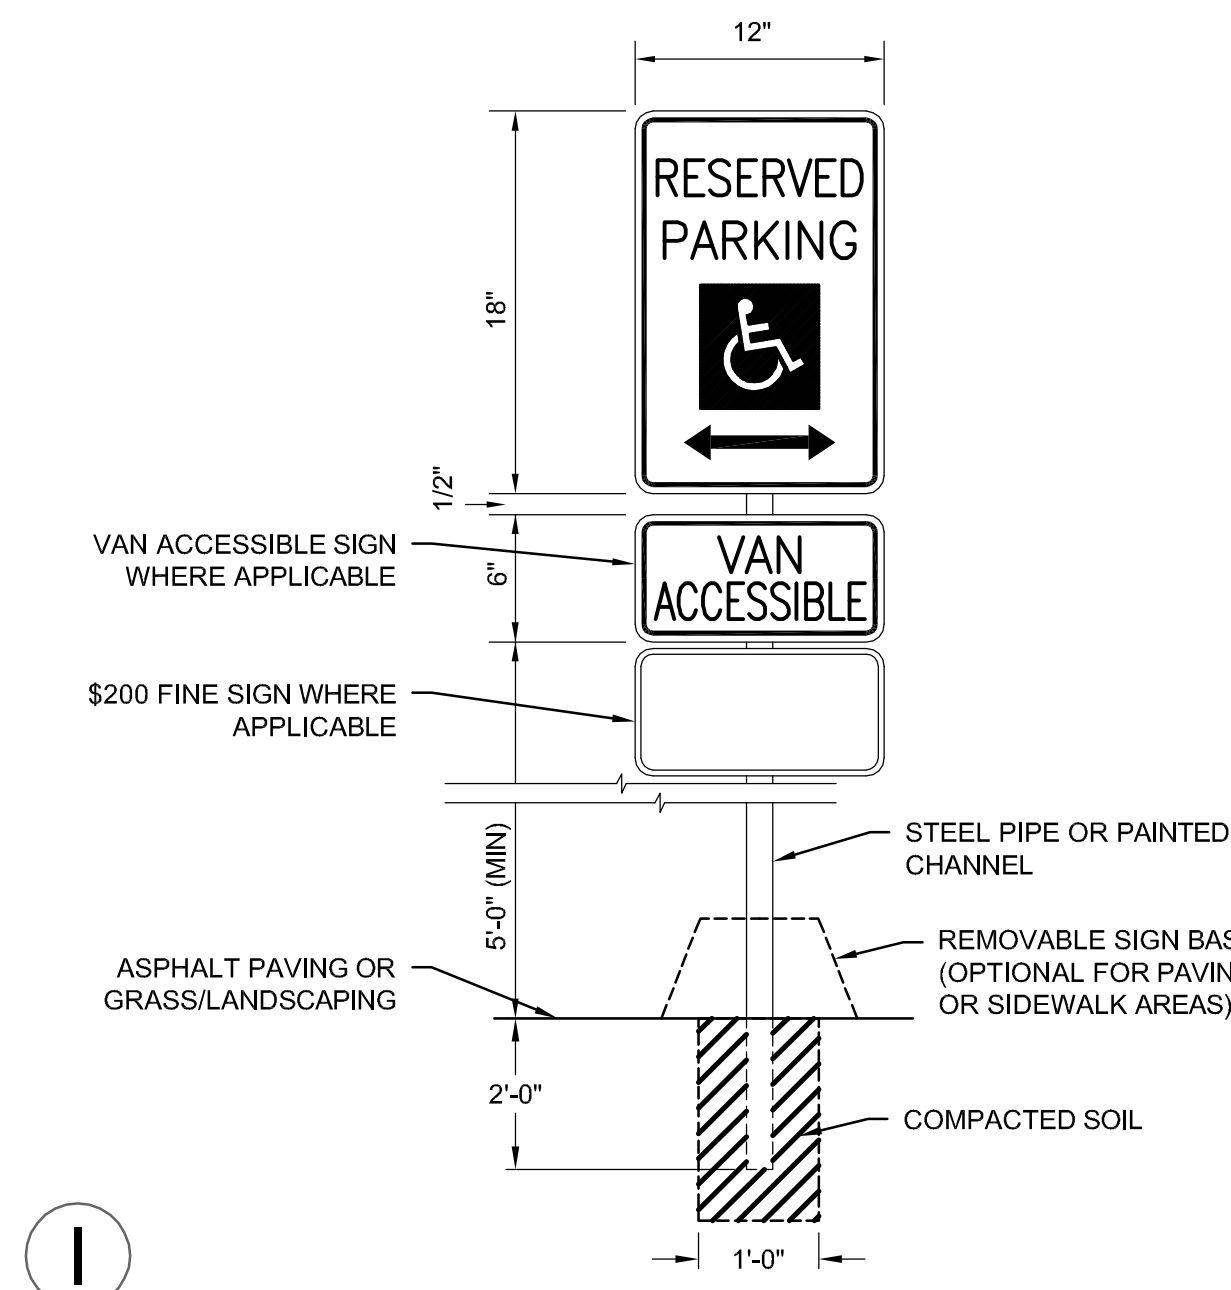 12"
RESERVED
PARKING
18"
1/2"
VAN ACCESSIBLE SIGN
WHERE APPLICABLE
6"
VAN
ACCESSIBLE
$200 FINE SIGN WHERE
APPLICABLE
STEEL PIPE OR PAINTED
CHANNEL
5'-0" (MIN)
REMOVABLE SIGN BAS
(OPTIONAL FOR PAVIN
OR SIDEWALK AREAS)
ASPHALT PAVING OR
GRASS/LANDSCAPING
2'-0"
COMPACTED SOIL
1'-0"
I